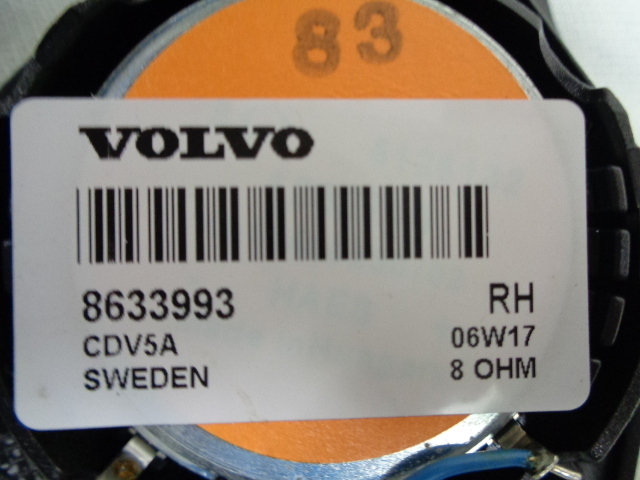 83
VOLVO
8633993 RH
CDV5A 06W17
SWEDEN 8 OHM